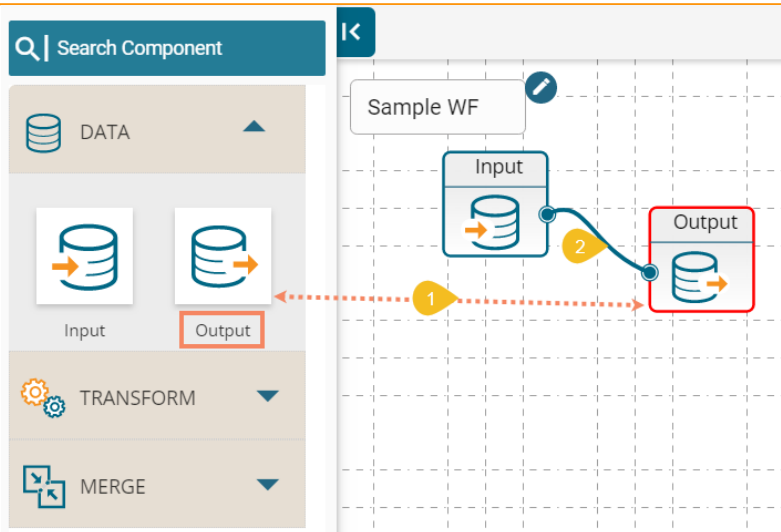 Search Component
DATA
Input
Output
TRANSFORM
MERGE
Sample WF
Input
Output
1
2